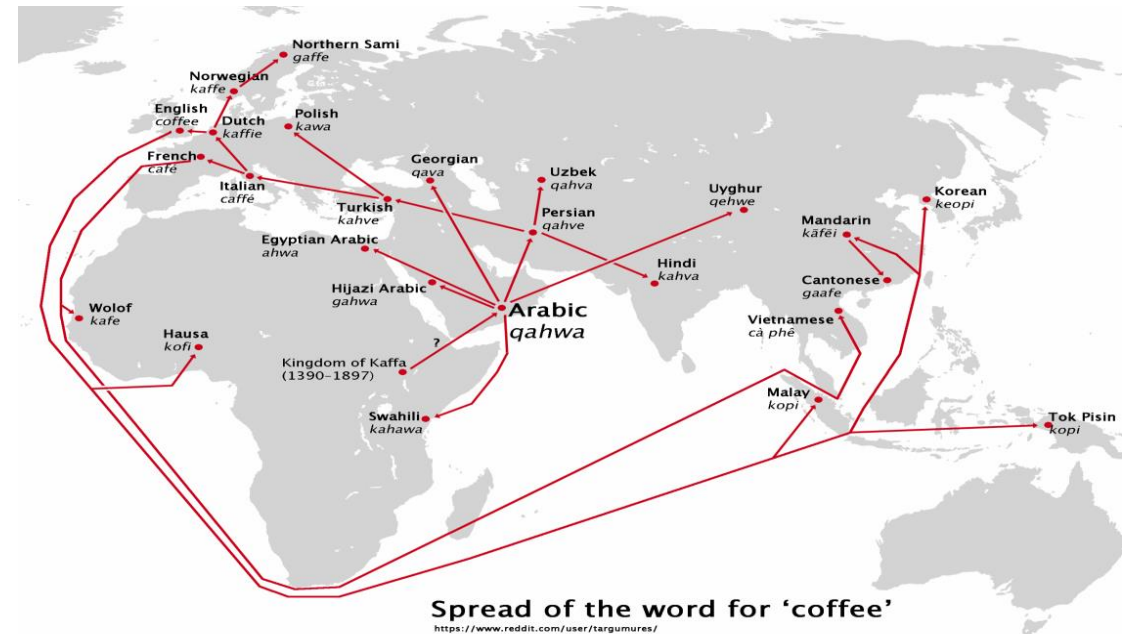 Northern Sami
gaffe
Norwegian
kaffe
English
coffee
Dutch
kaffie
Polish
kawa
French
café
Italian
caffé
Georgian
qava
Uzbek
qahva
Uyghur
qehwe
Korean
keopi
Turkish
kahve
Persian
qahve
Mandarin
kāfēi
Egyptian Arabic
ahwa
Hindi
kahva
Cantonese
gaafe
Hijazi Arabic
gahwa
Arabic
qahwa
Vietnamese
cà phê
Wolof
kafe
Hausa
kofi
?
Kingdom of Kaffa
(1390-1897)
Swahili
kahawa
Malay
kopi
Tok Pisin
kopi
Spread of the word for ‘coffee’
https://www.reddit.com/user/targumures/